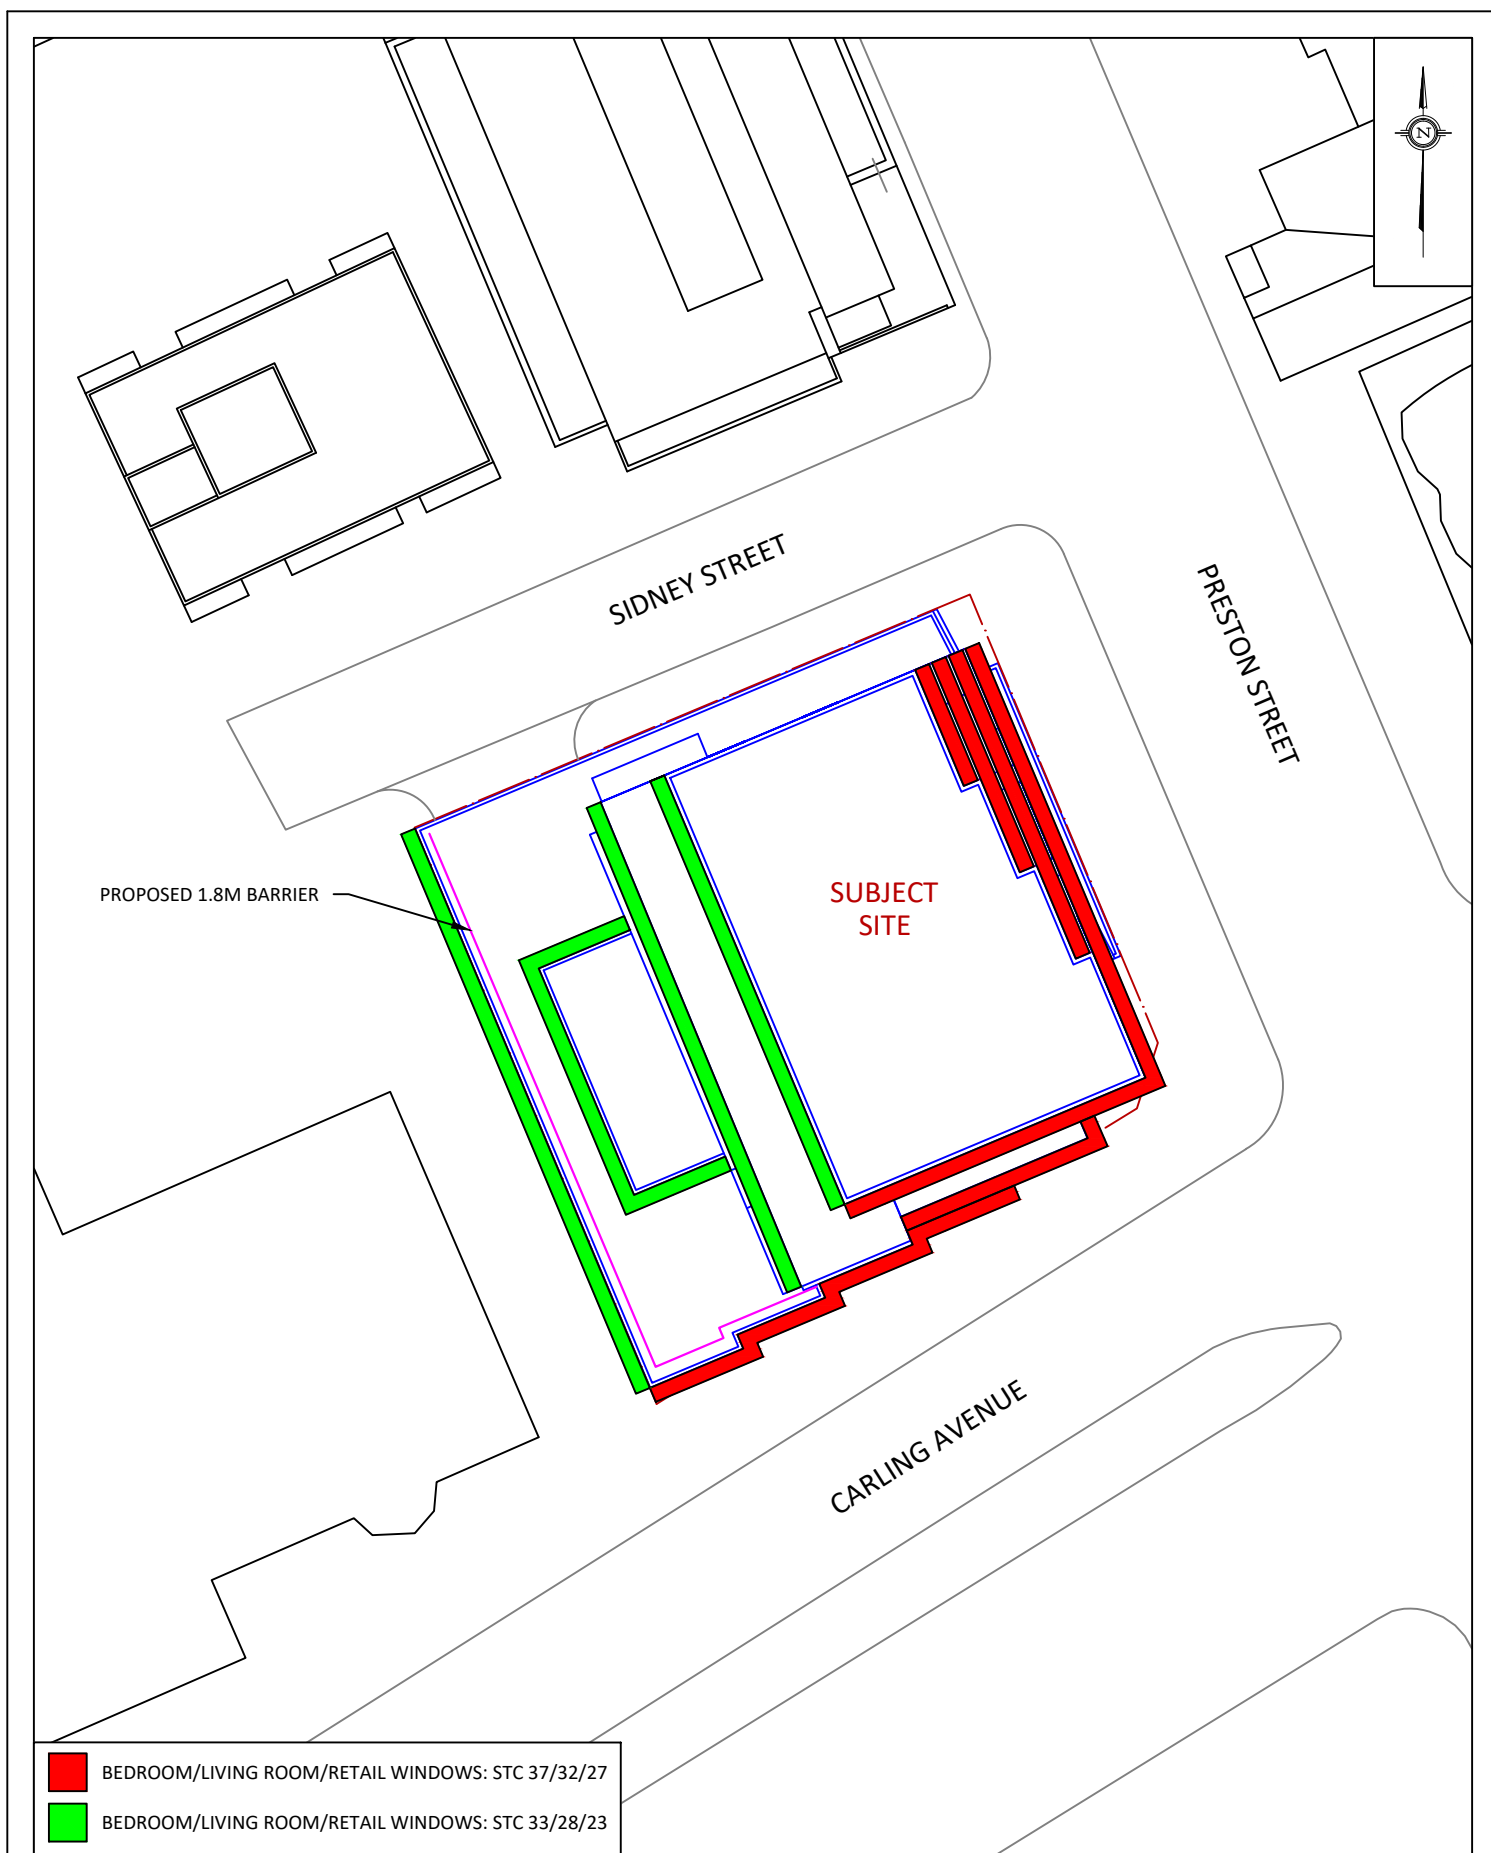 N
SIDNEY STREET
PRESTON STREET
PROPOSED 1.8M BARRIER
SUBJECT
SITE
CARLING AVENUE
BEDROOM/LIVING ROOM/RETAIL WINDOWS: STC 37/32/27
BEDROOM/LIVING ROOM/RETAIL WINDOWS: STC 33/28/23